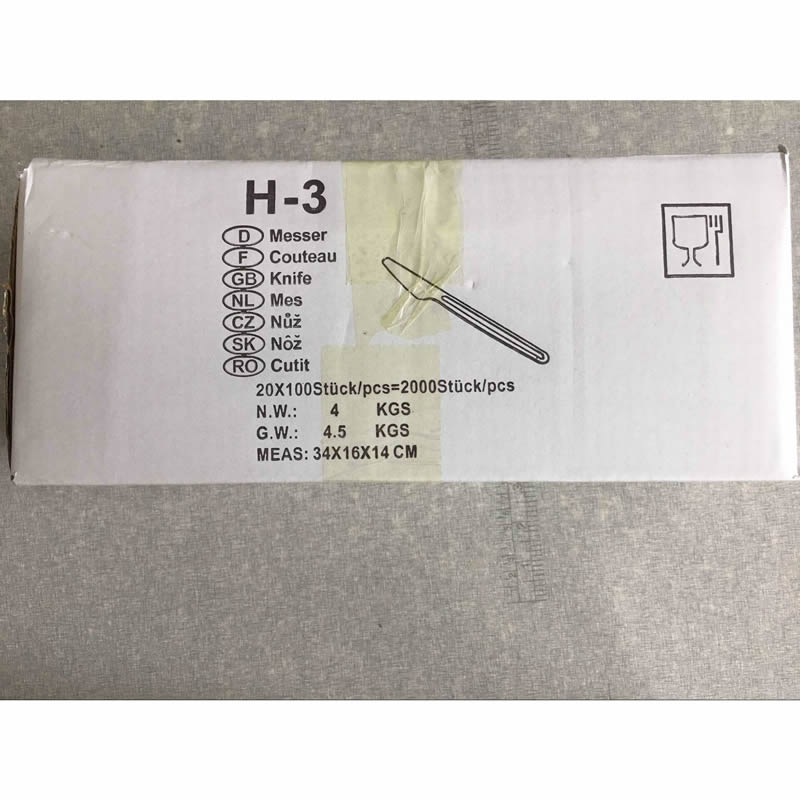 H-3
D Messer
F Couteau
GB Knife
NL Mes
CZ Nůž
SK Nôž
RO Cutit
20X100Stück/pcs=2000Stück/pcs
N.W.: 4 KGS
G.W.: 4.5 KGS
MEAS: 34X16X14 CM